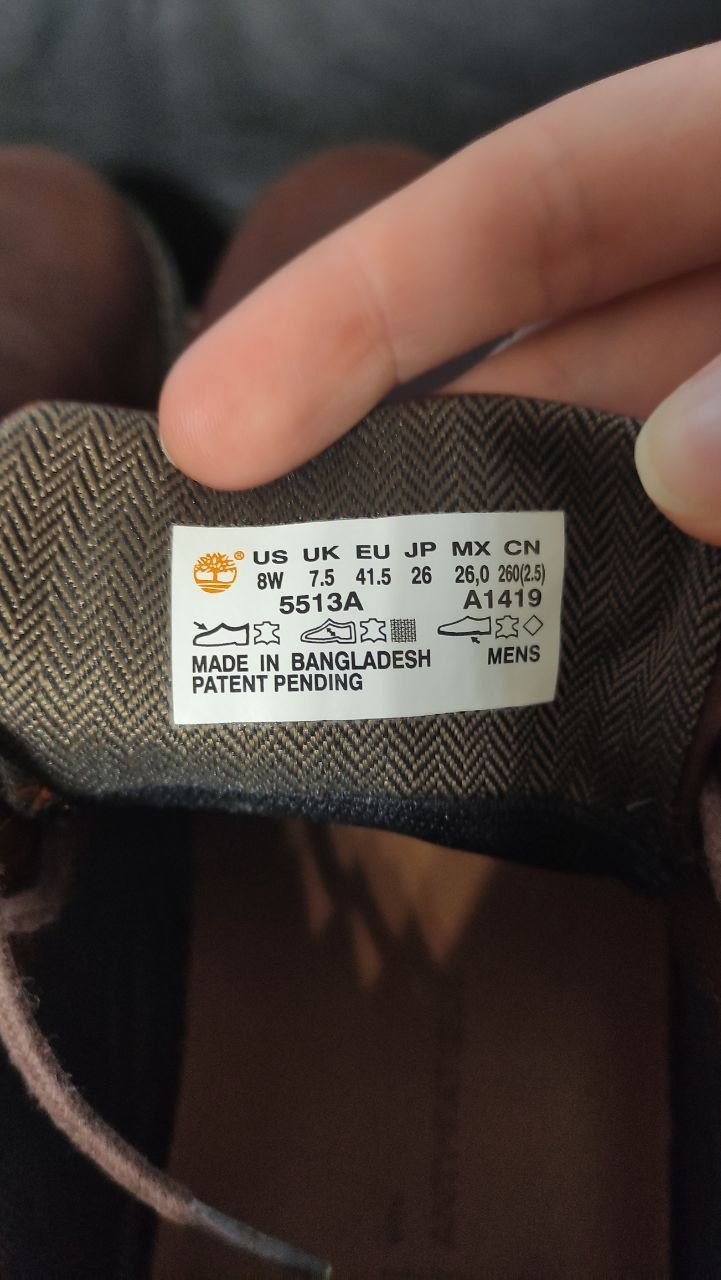 ® US UK EU JP MX CN
8W 7.5 41.5 26 26,0 260(2.5)
5513A A1419
MADE IN BANGLADESH MENS
PATENT PENDING